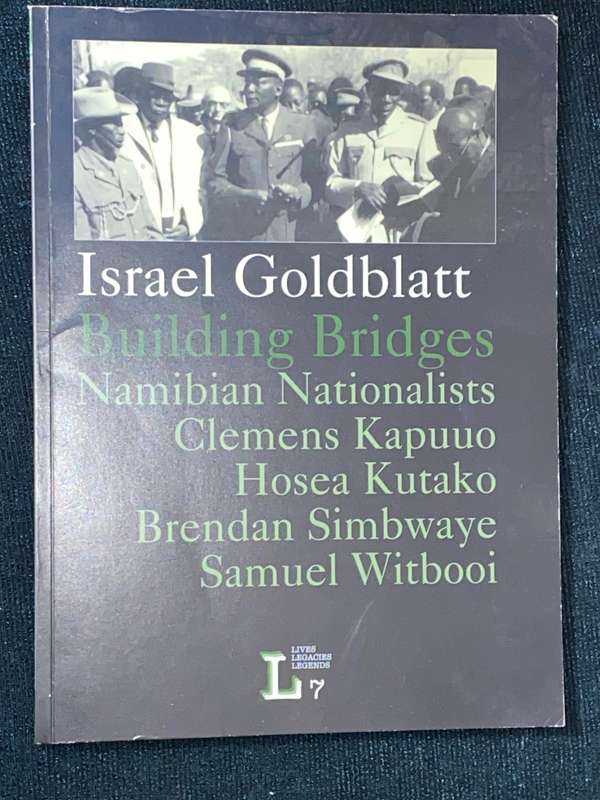 Israel Goldblatt
Building Bridges
Namibian Nationalists
Clemens Kapuuo
Hosea Kutako
Brendan Simbwaye
Samuel Witbooi
L
LIVES
LEGACIES
LEGENDS
7